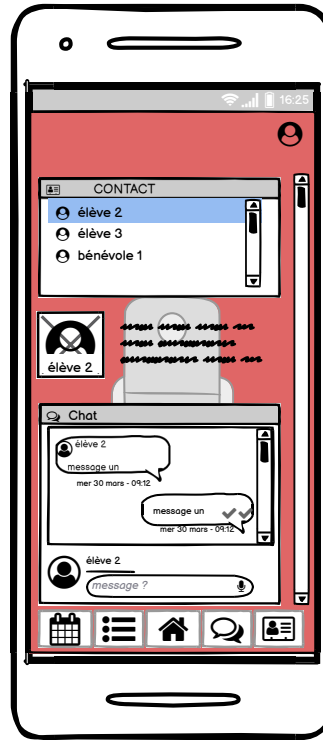 16:25
CONTACT
élève 2
élève 3
bénévole 1
élève 2
Chat
élève 2
message un
mer 30 mars - 09:12
message un
mer 30 mars - 09:12
élève 2
message ?